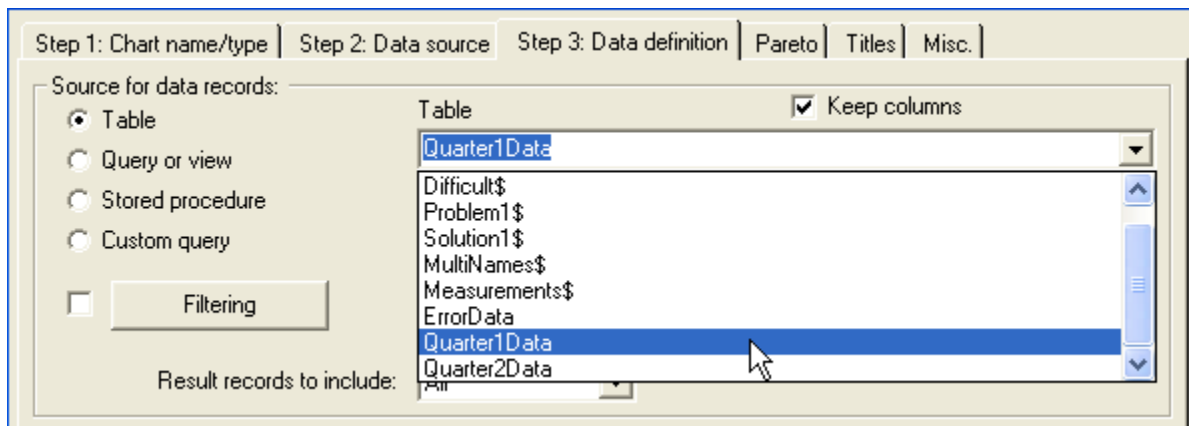 Step 1: Chart name/type Step 2: Data source Step 3: Data definition Pareto Titles Misc.
Source for data records:
Table
Query or view
Stored procedure
Custom query
Filtering
Table
Keep columns
Quarter1Data
Difficult$
Problem1$
Solution1$
MultiNames$
Measurements$
ErrorData
Quarter1Data
Quarter2Data
Result records to include: All